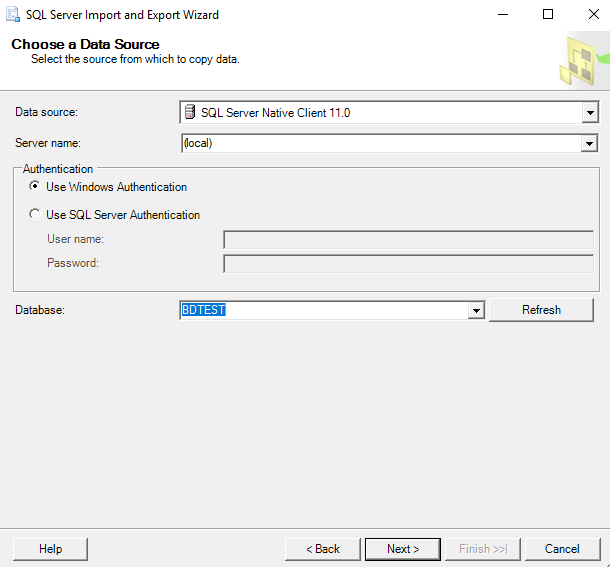 SQL Server Import and Export Wizard
Choose a Data Source
Select the source from which to copy data.
Data source: SQL Server Native Client 11.0
Server name: (local)
Authentication
Use Windows Authentication
Use SQL Server Authentication
User name:
Password:
Database: BDTEST Refresh
Help < Back Next > Finish >>| Cancel